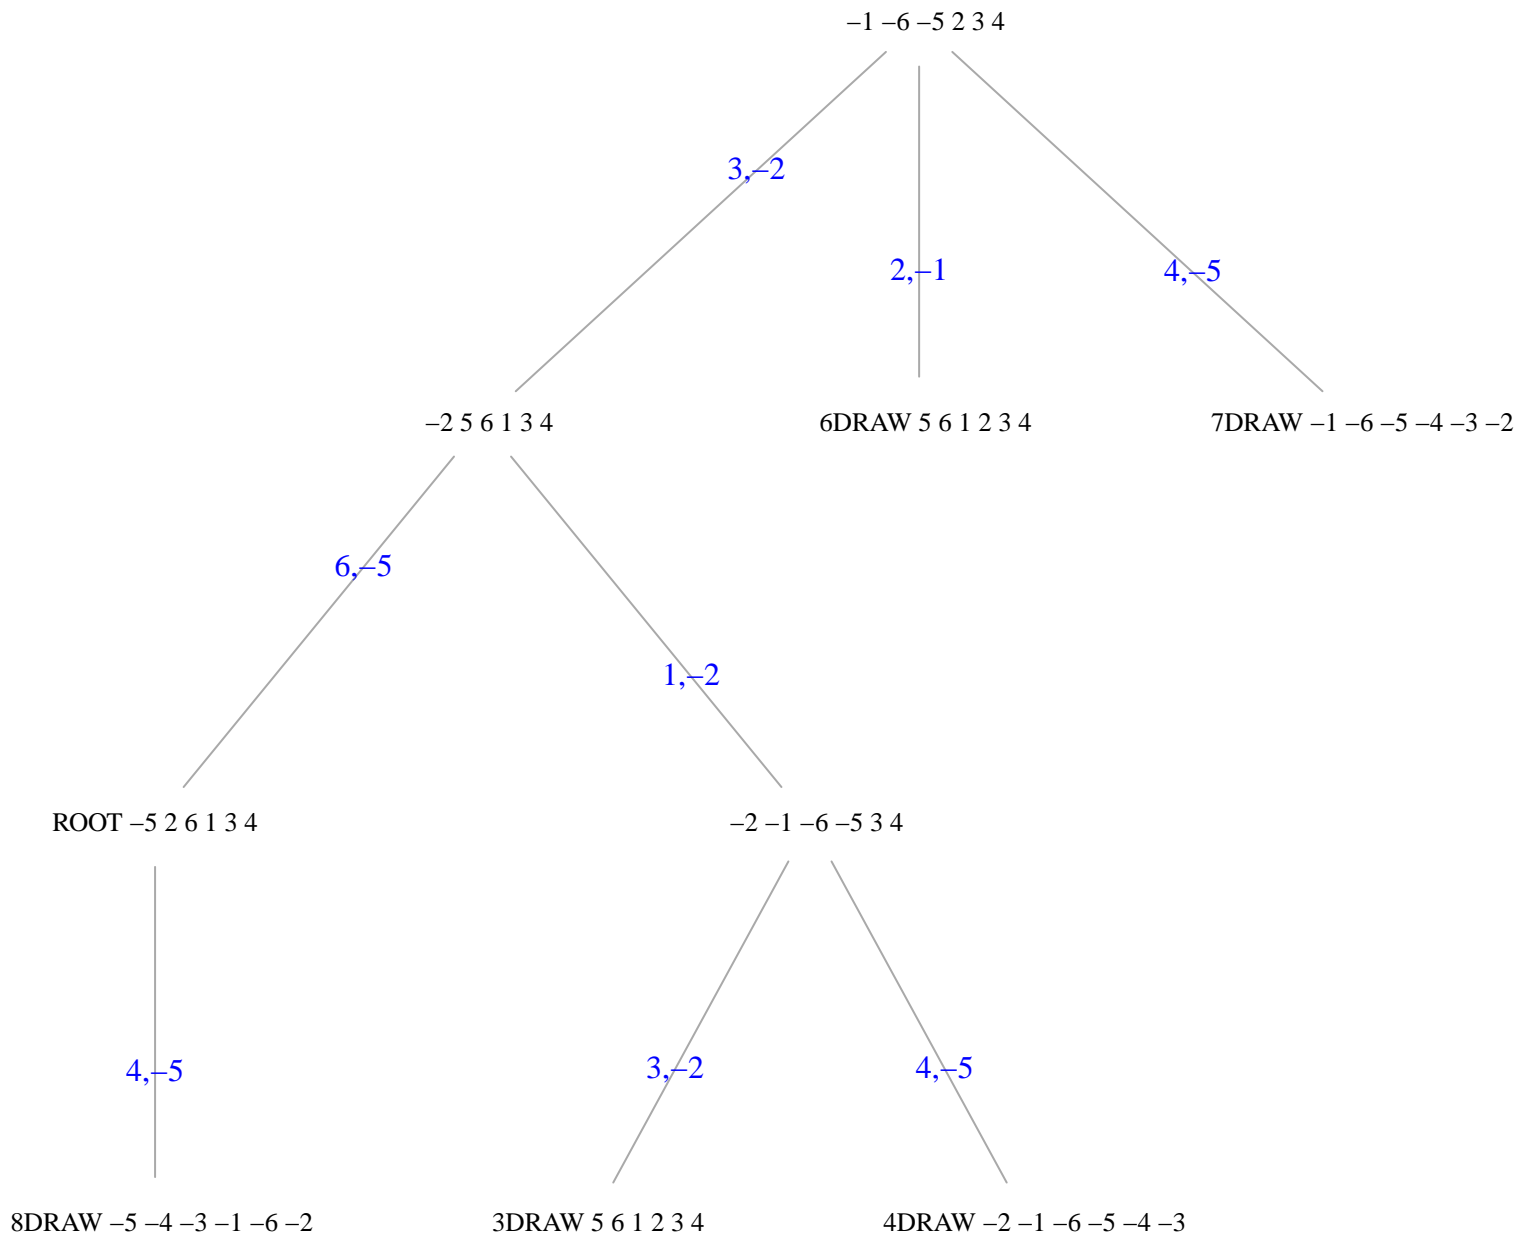 –1 –6 –5 2 3 4
3,–2
2,–1
4,–5
–2 5 6 1 3 4
6DRAW 5 6 1 2 3 4
7DRAW –1 –6 –5 –4 –3 –2
6,–5
1,–2
ROOT –5 2 6 1 3 4
–2 –1 –6 –5 3 4
4,–5
3,–2
4,–5
8DRAW –5 –4 –3 –1 –6 –2
3DRAW 5 6 1 2 3 4
4DRAW –2 –1 –6 –5 –4 –3